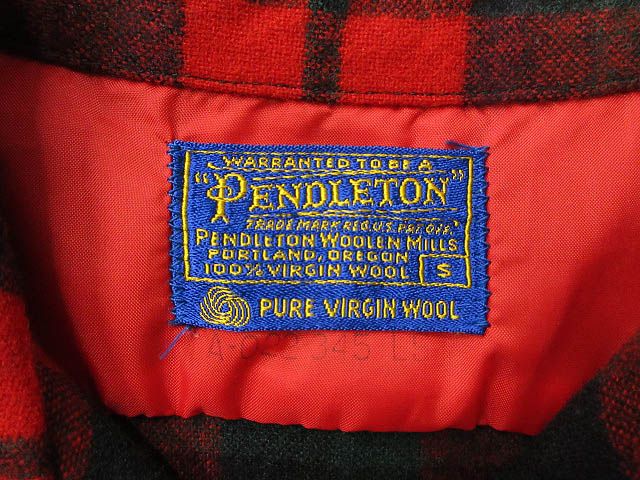 WARRANTED TO BE A
"PENDLETON"
TRADE MARK REG. U.S. PAT. OFF.
PENDLETON WOOLEN MILLS
PORTLAND, OREGON
100% VIRGIN WOOL S
PURE VIRGIN WOOL